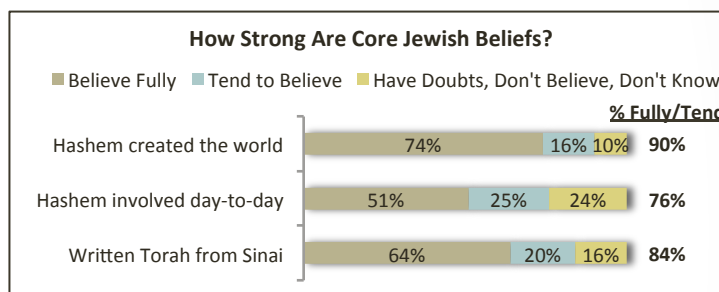 How Strong Are Core Jewish Beliefs?
Believe Fully Tend to Believe Have Doubts, Don't Believe, Don't Know
% Fully/Tend
Hashem created the world 74% 16% 10% 90%
Hashem involved day-to-day 51% 25% 24% 76%
Written Torah from Sinai 64% 20% 16% 84%